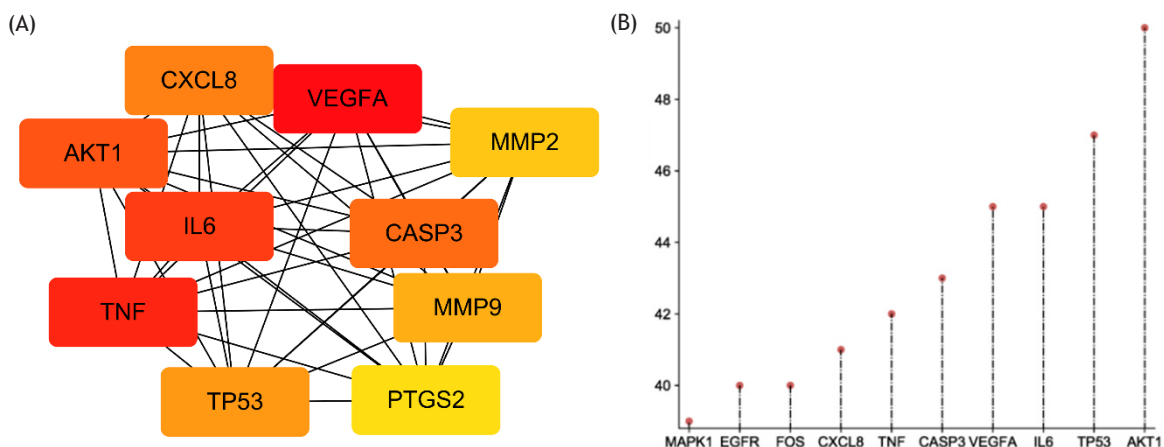 (A)
CXCL8
VEGFA
MMP2
AKT1
IL6
CASP3
TNF
MMP9
TP53
PTGS2
(B)
50
48
46
44
42
40
MAPK1 EGFR FOS CXCL8 TNF CASP3 VEGFA IL6 TP53 AKT1